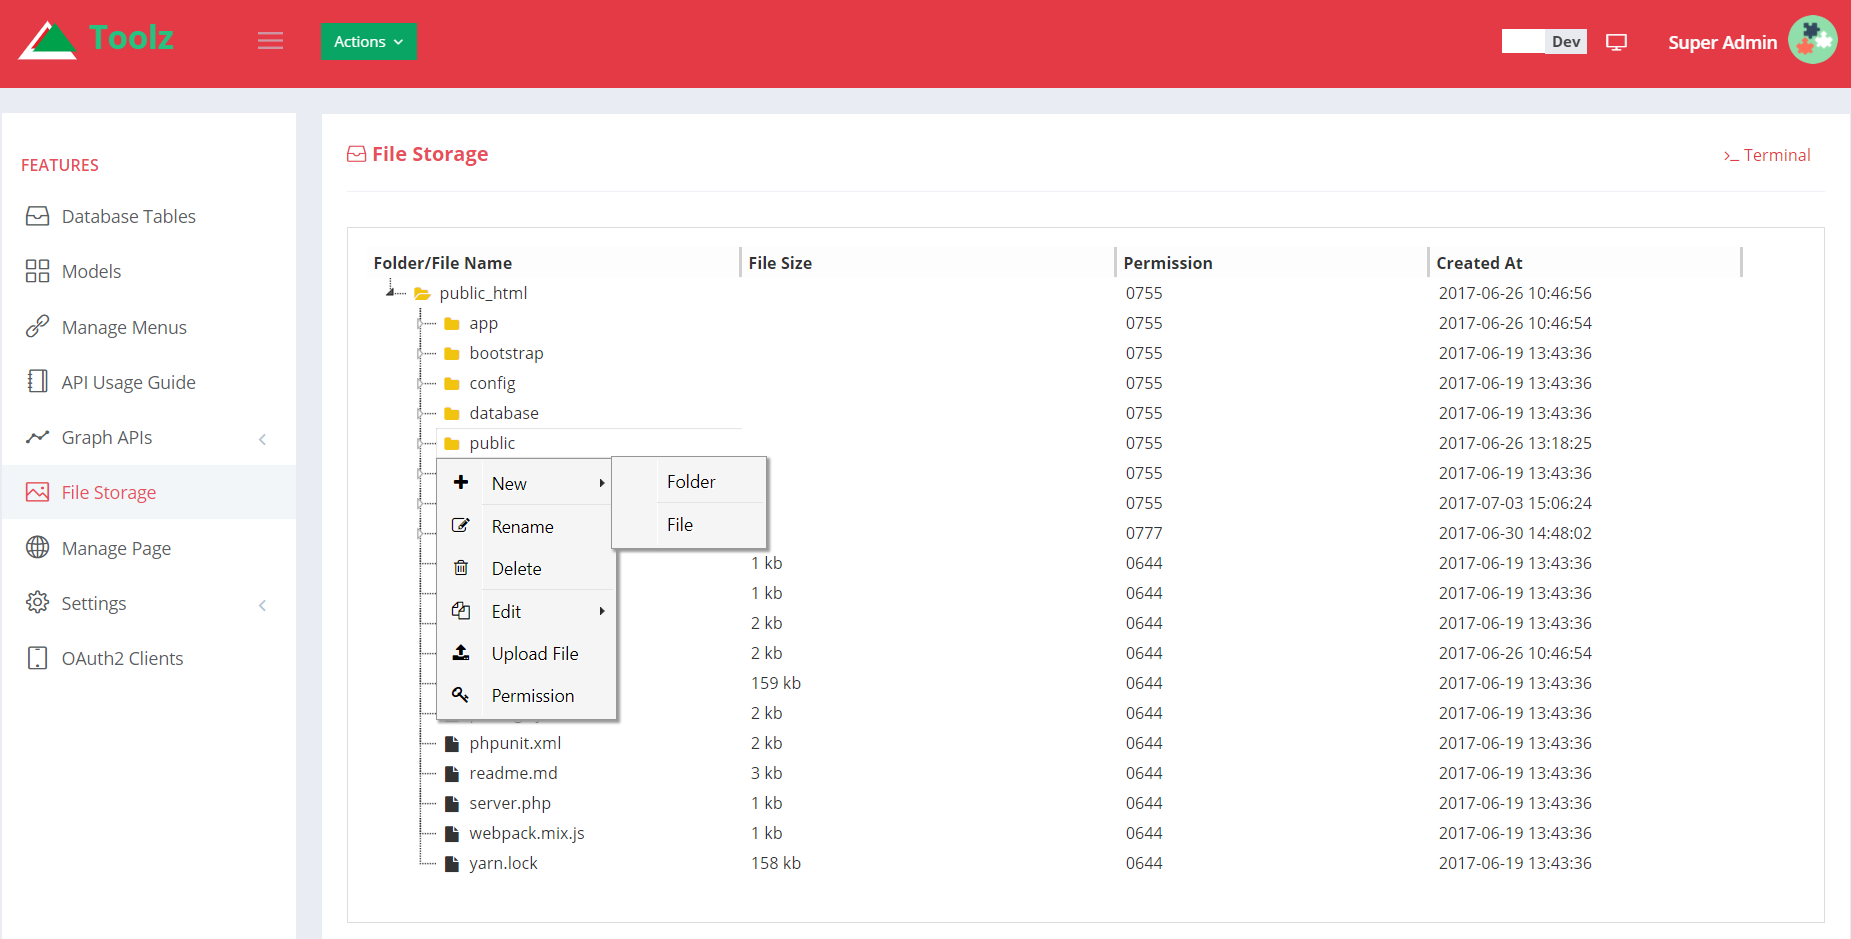 Toolz
Actions
Dev
Super Admin
FEATURES
Database Tables
Models
Manage Menus
API Usage Guide
Graph APIs
File Storage
Manage Page
Settings
OAuth2 Clients
File Storage
>_ Terminal
Folder/File Name File Size Permission Created At
public_html 0755 2017-06-26 10:46:56
app 0755 2017-06-26 10:46:54
bootstrap 0755 2017-06-19 13:43:36
config 0755 2017-06-19 13:43:36
database 0755 2017-06-19 13:43:36
public 0755 2017-06-26 13:18:25
0755 2017-06-19 13:43:36
0755 2017-07-03 15:06:24
0777 2017-06-30 14:48:02
1 kb 0644 2017-06-19 13:43:36
1 kb 0644 2017-06-19 13:43:36
2 kb 0644 2017-06-19 13:43:36
2 kb 0644 2017-06-26 10:46:54
159 kb 0644 2017-06-19 13:43:36
2 kb 0644 2017-06-19 13:43:36
phpunit.xml 2 kb 0644 2017-06-19 13:43:36
readme.md 3 kb 0644 2017-06-19 13:43:36
server.php 1 kb 0644 2017-06-19 13:43:36
webpack.mix.js 1 kb 0644 2017-06-19 13:43:36
yarn.lock 158 kb 0644 2017-06-19 13:43:36
New
Rename
Delete
Edit
Upload File
Permission
Folder
File